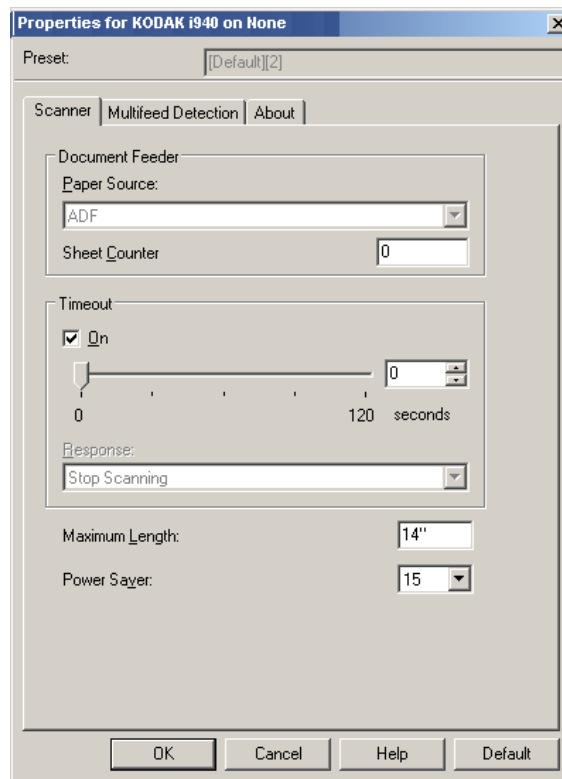 Properties for KODAK i940 on None
Preset: [Default][2]
Scanner Multifeed Detection About
Document Feeder
Paper Source:
ADF
Sheet Counter 0
Timeout
On
0
0 120 seconds
Response:
Stop Scanning
Maximum Length: 14"
Power Saver: 15
OK Cancel Help Default